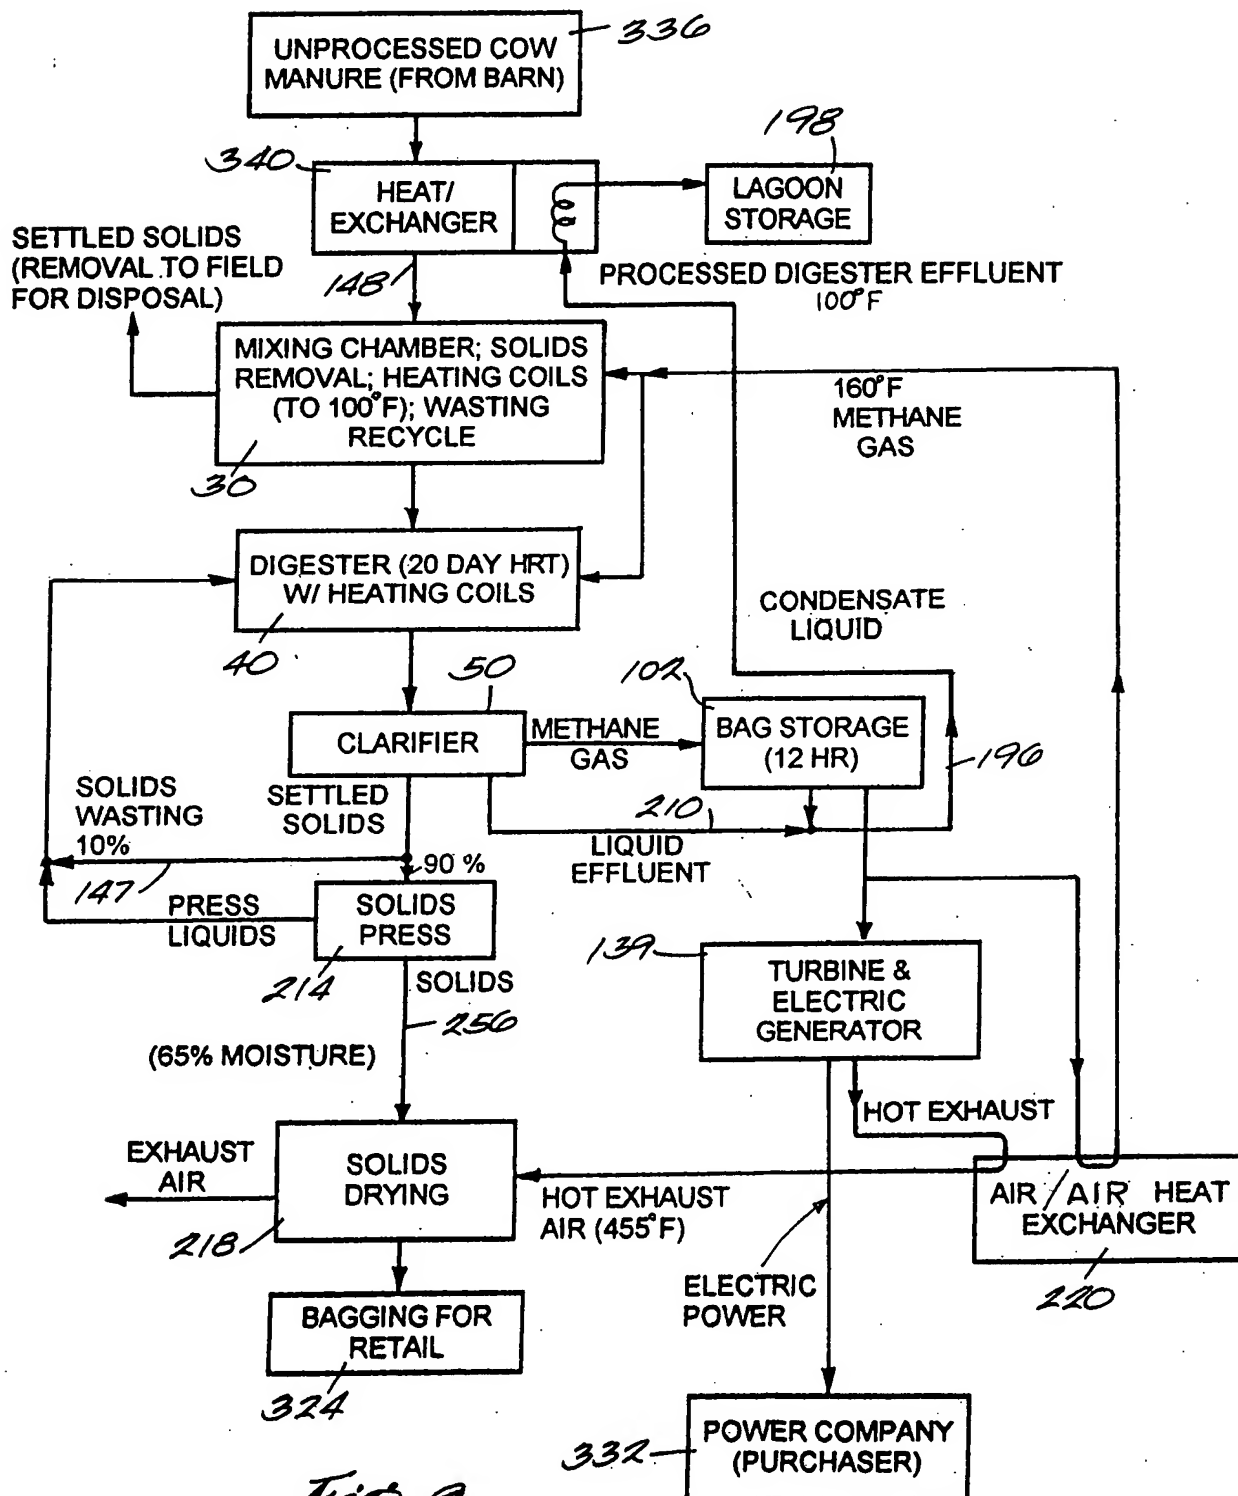 UNPROCESSED COW
MANURE (FROM BARN)
336
198
340
HEAT/
EXCHANGER
LAGOON
STORAGE
SETTLED SOLIDS
(REMOVAL TO FIELD
FOR DISPOSAL)
148
PROCESSED DIGESTER EFFLUENT
100°F
MIXING CHAMBER; SOLIDS
REMOVAL; HEATING COILS
(TO 100°F); WASTING
RECYCLE
30
160°F
METHANE
GAS
DIGESTER (20 DAY HRT)
W/ HEATING COILS
40
CONDENSATE
LIQUID
50
102
CLARIFIER
METHANE
GAS
BAG STORAGE
(12 HR)
196
SOLIDS
WASTING
10%
SETTLED
SOLIDS
210
LIQUID
EFFLUENT
90 %
147
PRESS
LIQUIDS
SOLIDS
PRESS
214
SOLIDS
256
139
TURBINE &
ELECTRIC
GENERATOR
(65% MOISTURE)
HOT EXHAUST
EXHAUST
AIR
SOLIDS
DRYING
218
HOT EXHAUST
AIR (455°F)
AIR / AIR HEAT
EXCHANGER
220
ELECTRIC
POWER
BAGGING FOR
RETAIL
324
332
POWER COMPANY
(PURCHASER)